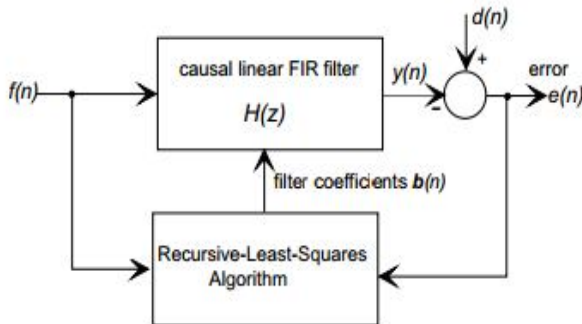 d(n)
causal linear FIR filter
y(n)
+
error
f(n)
H(z)
-
e(n)
filter coefficients b(n)
Recursive-Least-Squares
Algorithm